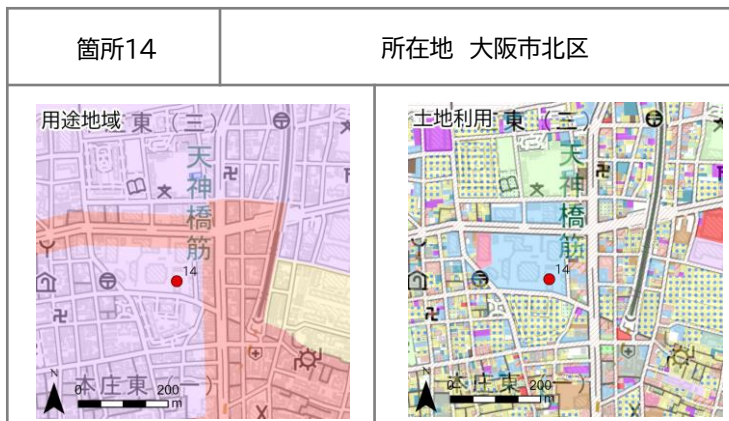 箇所14
所在地 大阪市北区
用途地域
東(三)
天神橋筋
14
本庄東(一)
N
0 200
m
土地利用
東(三)
天神橋筋
14
本庄東(一)
N
0 200
m